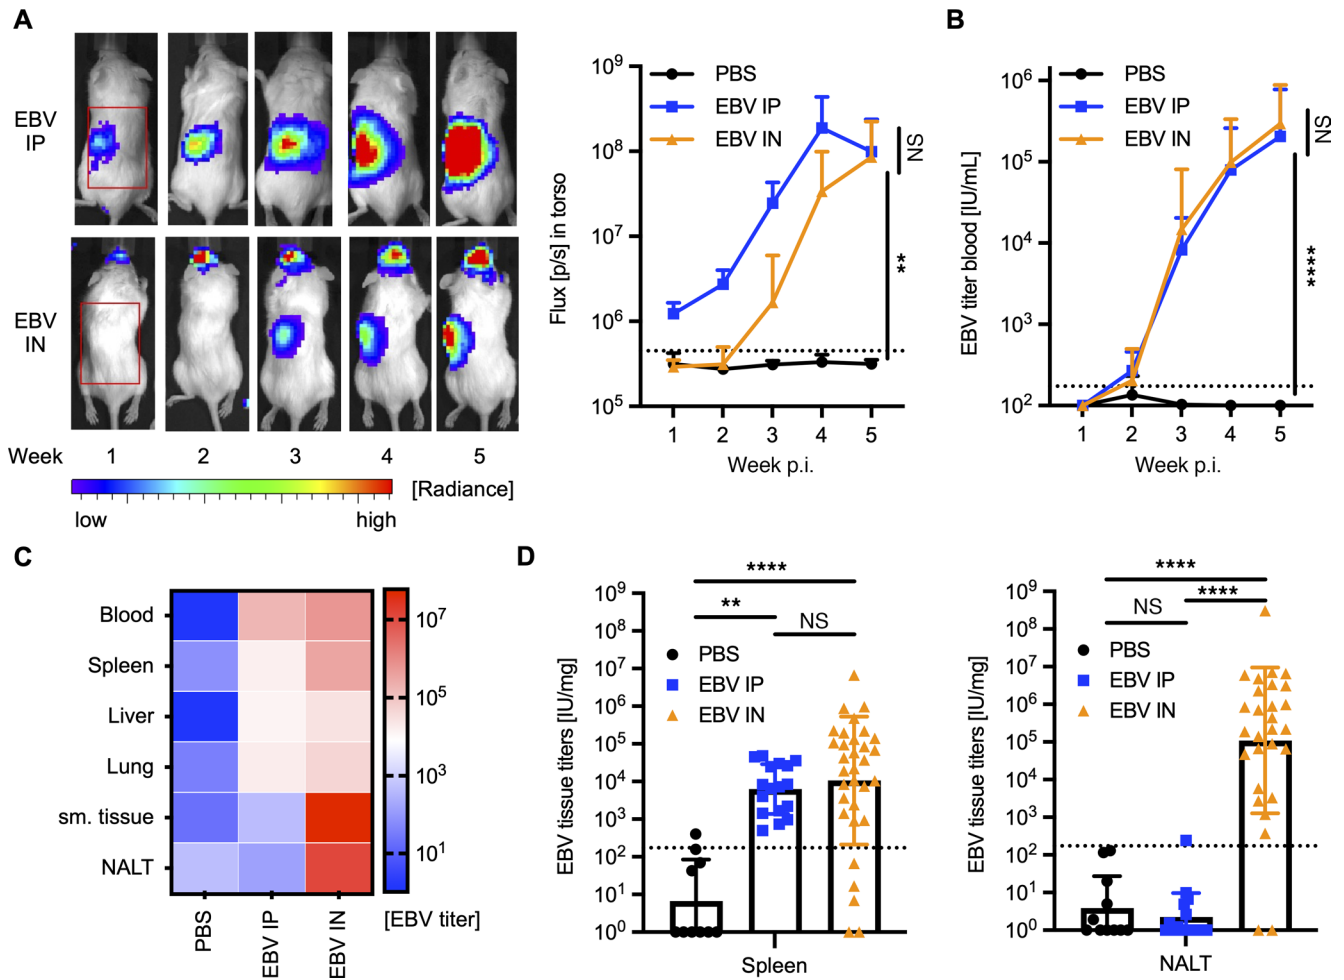 A
EBV
IP
EBV
IN
Week 1 2 3 4 5
[Radiance]
low high
Flux [p/s] in torso
10⁹
10⁸
10⁷
10⁶
10⁵
PBS
EBV IP
EBV IN
NS
**
1 2 3 4 5
Week p.i.
B
EBV titer blood [IU/mL]
10⁶
10⁵
10⁴
10³
10²
PBS
EBV IP
EBV IN
NS
****
1 2 3 4 5
Week p.i.
C
Blood
Spleen
Liver
Lung
sm. tissue
NALT
PBS
EBV IP
EBV IN
10⁷
10⁵
10³
10¹
[EBV titer]
D
EBV tissue titers [IU/mg]
10⁹
10⁸
10⁷
10⁶
10⁵
10⁴
10³
10²
10¹
10⁰
****
**
NS
PBS
EBV IP
EBV IN
Spleen
EBV tissue titers [IU/mg]
10⁹
10⁸
10⁷
10⁶
10⁵
10⁴
10³
10²
10¹
10⁰
****
NS
****
PBS
EBV IP
EBV IN
NALT